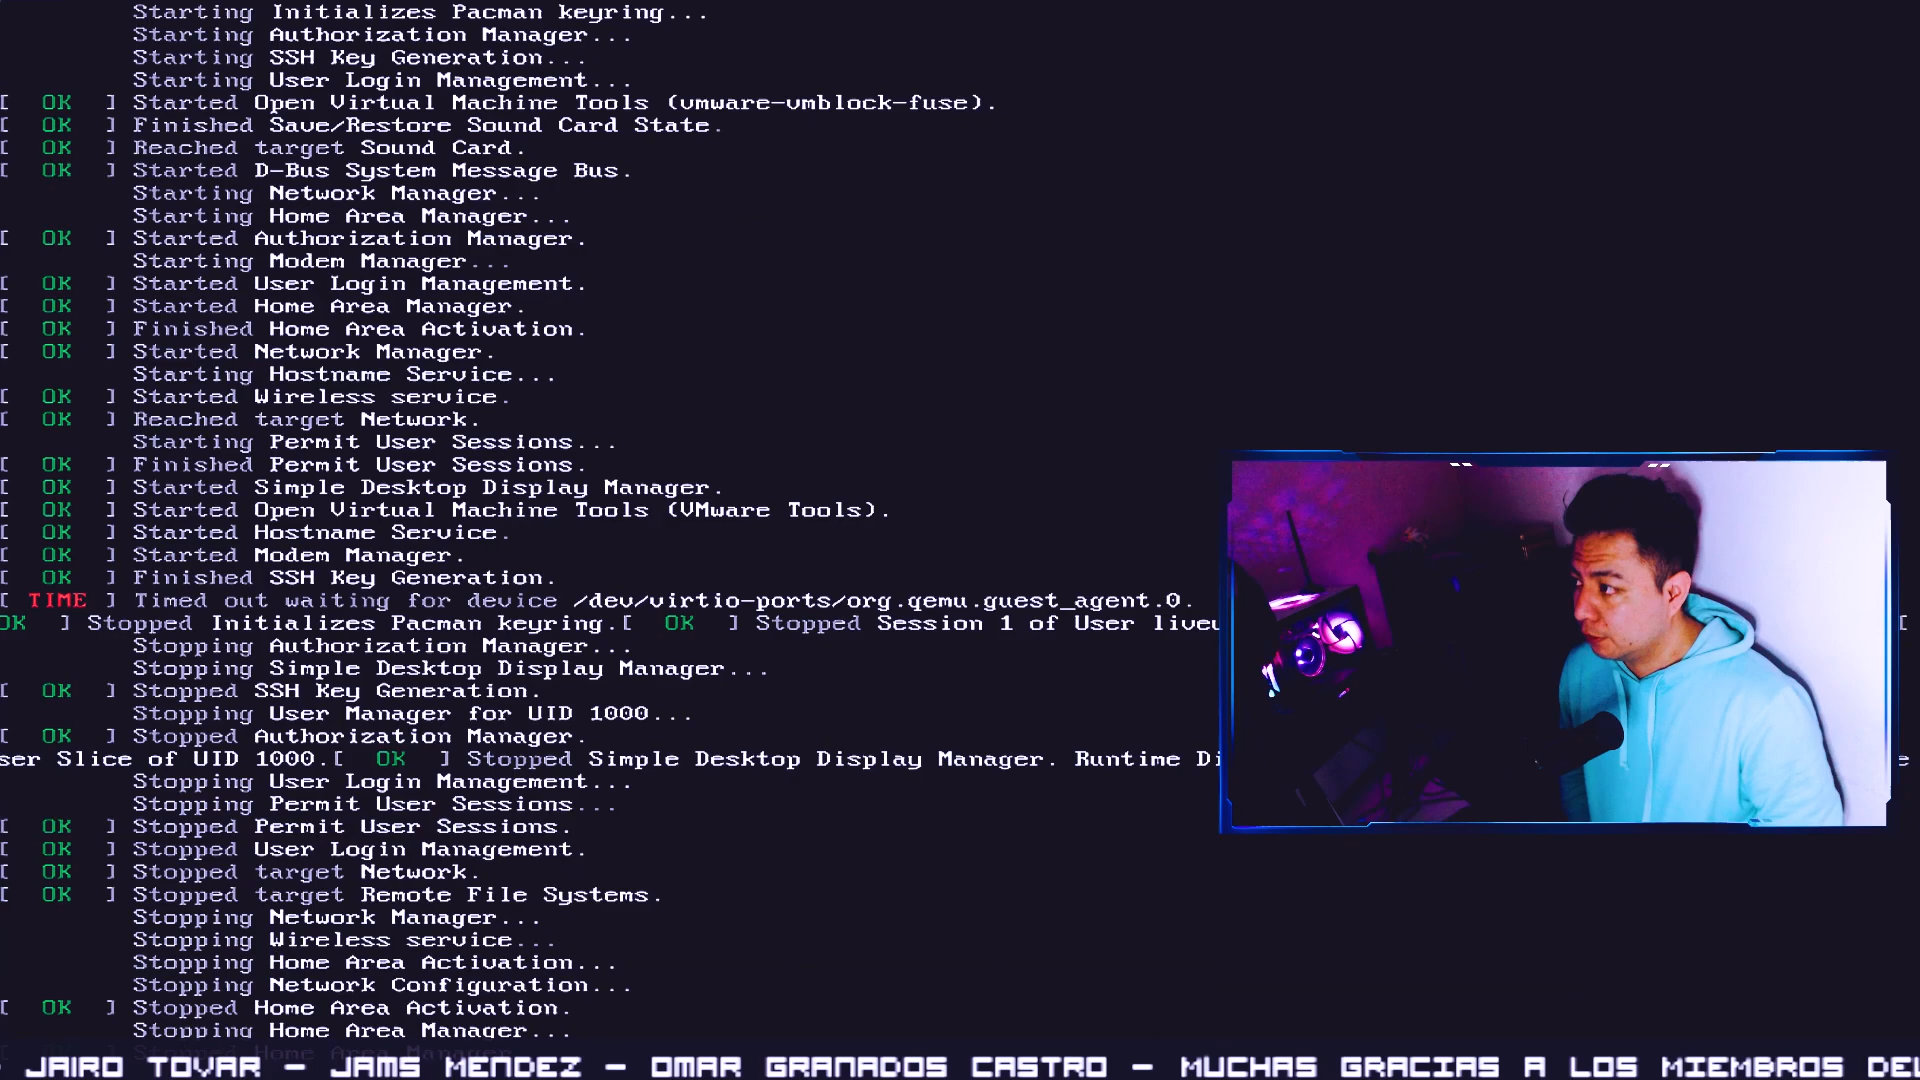 Starting Initializes Pacman keyring...
Starting Authorization Manager...
Starting SSH Key Generation...
Starting User Login Management...
[ OK ] Started Open Virtual Machine Tools (vmware-vmblock-fuse).
[ OK ] Finished Save/Restore Sound Card State.
[ OK ] Reached target Sound Card.
[ OK ] Started D-Bus System Message Bus.
Starting Network Manager...
Starting Home Area Manager...
[ OK ] Started Authorization Manager.
Starting Modem Manager...
[ OK ] Started User Login Management.
[ OK ] Started Home Area Manager.
[ OK ] Finished Home Area Activation.
[ OK ] Started Network Manager.
Starting Hostname Service...
[ OK ] Started Wireless service.
[ OK ] Reached target Network.
Starting Permit User Sessions...
[ OK ] Finished Permit User Sessions.
[ OK ] Started Simple Desktop Display Manager.
[ OK ] Started Open Virtual Machine Tools (VMware Tools).
[ OK ] Started Hostname Service.
[ OK ] Started Modem Manager.
[ OK ] Finished SSH Key Generation.
[ TIME ] Timed out waiting for device /dev/virtio-ports/org.qemu.guest_agent.0.
OK ] Stopped Initializes Pacman keyring.[ OK ] Stopped Session 1 of User liveu [
Stopping Authorization Manager...
Stopping Simple Desktop Display Manager...
[ OK ] Stopped SSH Key Generation.
Stopping User Manager for UID 1000...
[ OK ] Stopped Authorization Manager.
ser Slice of UID 1000.[ OK ] Stopped Simple Desktop Display Manager. Runtime Di e
Stopping User Login Management...
Stopping Permit User Sessions...
[ OK ] Stopped Permit User Sessions.
[ OK ] Stopped User Login Management.
[ OK ] Stopped target Network.
[ OK ] Stopped target Remote File Systems.
Stopping Network Manager...
Stopping Wireless service...
Stopping Home Area Activation...
Stopping Network Configuration...
[ OK ] Stopped Home Area Activation.
Stopping Home Area Manager...
[ OK ] Stopped Home Area Manager.
JAIRO TOVAR - JAMS MENDEZ - OMAR GRANADOS CASTRO - MUCHAS GRACIAS A LOS MIEMBROS DEL